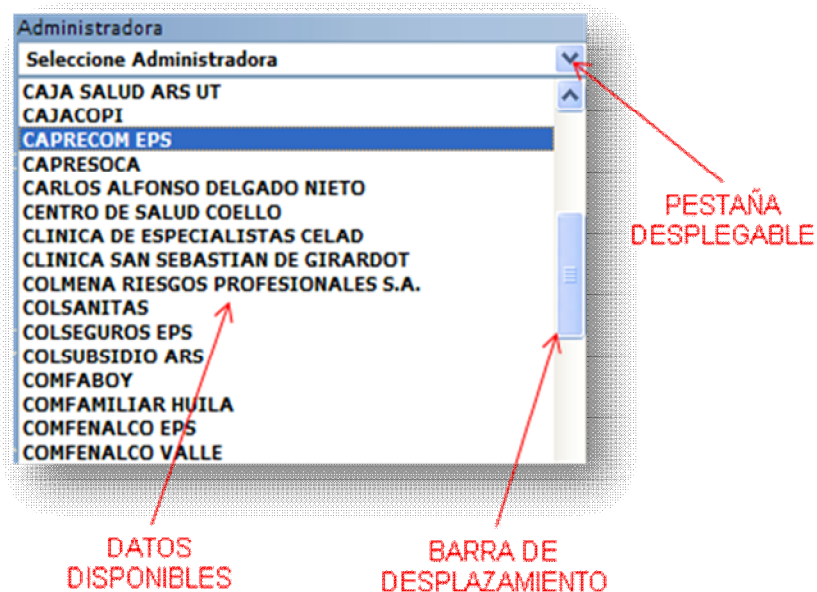 Administradora
Seleccione Administradora
CAJA SALUD ARS UT
CAJACOPI
CAPRECOM EPS
CAPRESOCA
CARLOS ALFONSO DELGADO NIETO
CENTRO DE SALUD COELLO
CLINICA DE ESPECIALISTAS CELAD
CLINICA SAN SEBASTIAN DE GIRARDOT
COLMENA RIESGOS PROFESIONALES S.A.
COLSANITAS
COLSEGUROS EPS
COLSUBSIDIO ARS
COMFABOY
COMFAMILIAR HUILA
COMFENALCO EPS
COMFENALCO VALLE
PESTAÑA
DESPLEGABLE
DATOS
DISPONIBLES
BARRA DE
DESPLAZAMIENTO